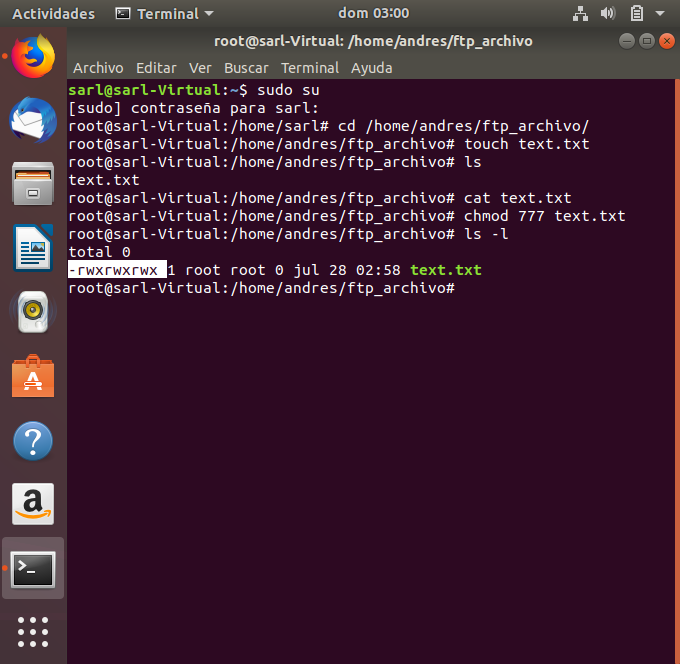 Actividades
Terminal
dom 03:00
root@sarl-Virtual: /home/andres/ftp_archivo
Archivo Editar Ver Buscar Terminal Ayuda
sarl@sarl-Virtual:~$ sudo su
[sudo] contraseña para sarl:
root@sarl-Virtual:/home/sarl# cd /home/andres/ftp_archivo/
root@sarl-Virtual:/home/andres/ftp_archivo# touch text.txt
root@sarl-Virtual:/home/andres/ftp_archivo# ls
text.txt
root@sarl-Virtual:/home/andres/ftp_archivo# cat text.txt
root@sarl-Virtual:/home/andres/ftp_archivo# chmod 777 text.txt
root@sarl-Virtual:/home/andres/ftp_archivo# ls -l
total 0
-rwxrwxrwx 1 root root 0 jul 28 02:58 text.txt
root@sarl-Virtual:/home/andres/ftp_archivo#